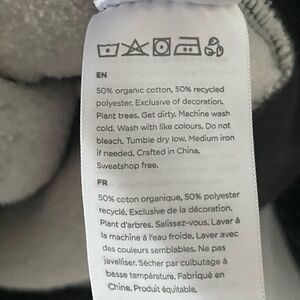 EN
50% organic cotton, 50% recycled
polyester. Exclusive of decoration.
Plant trees. Get dirty. Machine wash
cold. Wash with like colours. Do not
bleach. Tumble dry low. Medium iron
if needed. Crafted in China.
Sweatshop free.
FR
50% coton organique, 50% polyester
recyclé. Exclusive de la décoration.
Plant d'arbres. Salissez-vous. Laver á
la machine á l'eau froide. Laver avec
des couleurs semblables. Ne pas
javelliser. Sécher par culbutage á
basse température. Fabriqué en
Chine. Produit équitable.